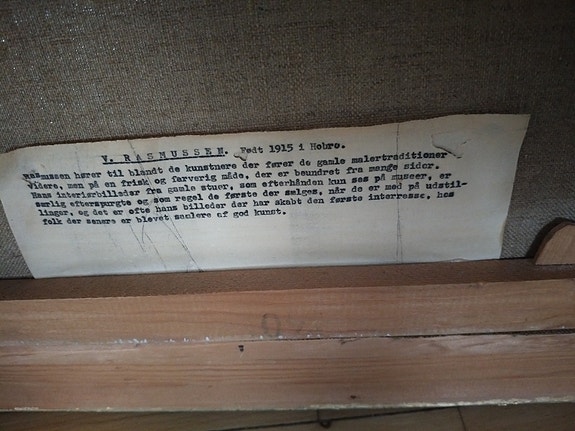 V. RASMUSSEN. Født 1915 i Hobro.
Rasmussen hører til blandt de kunstnere der fører de gamle malertraditioner
videre, men på en frisk og farverig måde, der er beundret fra mange sider.
Hans interiørbilleder fra gamle stuer, som efterhånden kun ses på museer, er
særlig efterspurgte og som regel de første der sælges, når de er med på udstil-
linger, og det er ofte hans billeder der har skabt den første interresse, hos
folk der senere er blevet samlere af god kunst.